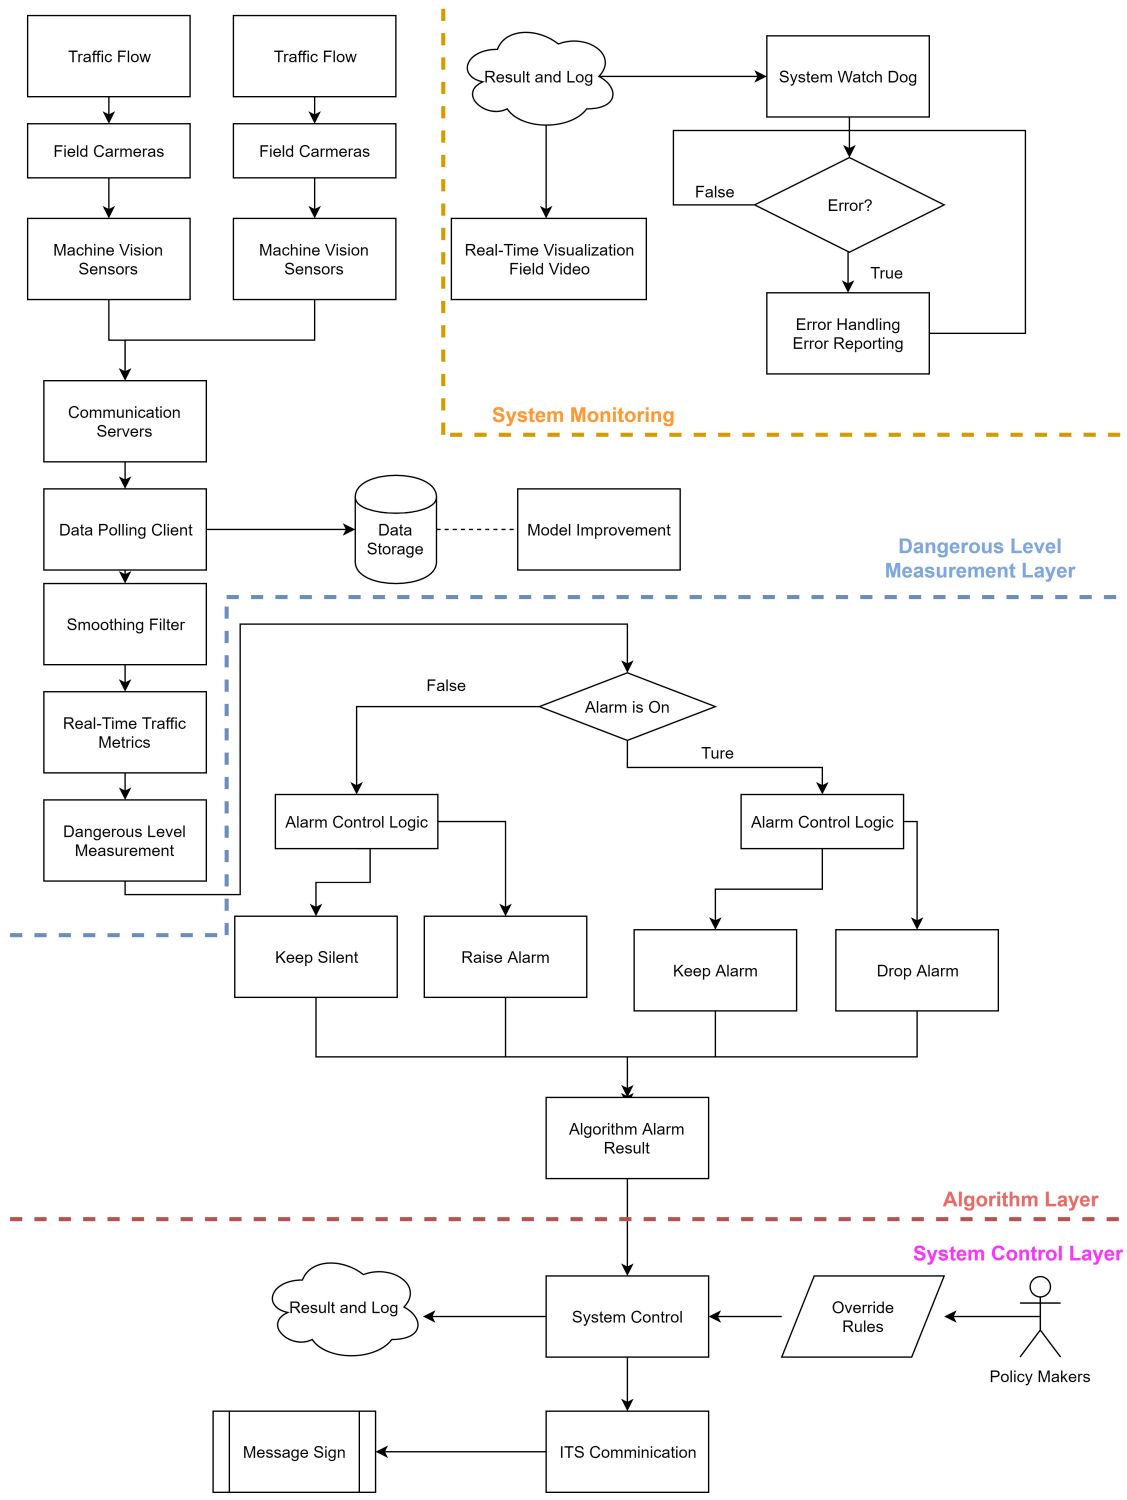 Traffic Flow
Traffic Flow
Field Carmeras
Field Carmeras
Machine Vision
Sensors
Machine Vision
Sensors
Result and Log
System Watch Dog
False
Error?
True
Real-Time Visualization
Field Video
Error Handling
Error Reporting
System Monitoring
Communication
Servers
Data Polling Client
Data
Storage
Model Improvement
Dangerous Level
Measurement Layer
Smoothing Filter
Real-Time Traffic
Metrics
Dangerous Level
Measurement
False
Alarm is On
Ture
Alarm Control Logic
Alarm Control Logic
Keep Silent
Raise Alarm
Keep Alarm
Drop Alarm
Algorithm Alarm
Result
Algorithm Layer
System Control Layer
Result and Log
System Control
Override
Rules
Policy Makers
Message Sign
ITS Comminication